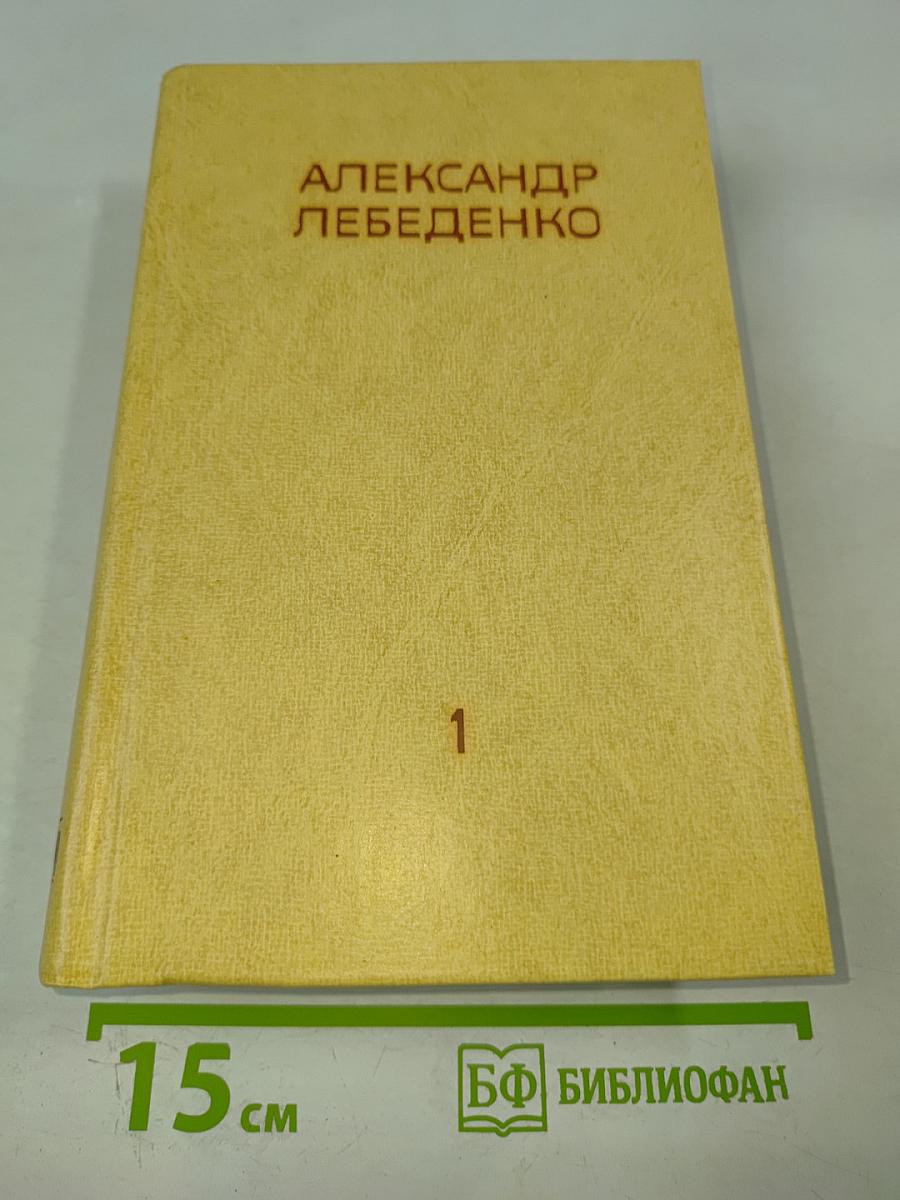 АЛЕКСАНДР
ЛЕБЕДЕНКО
1
15 см
БФ БИБЛИОФАН